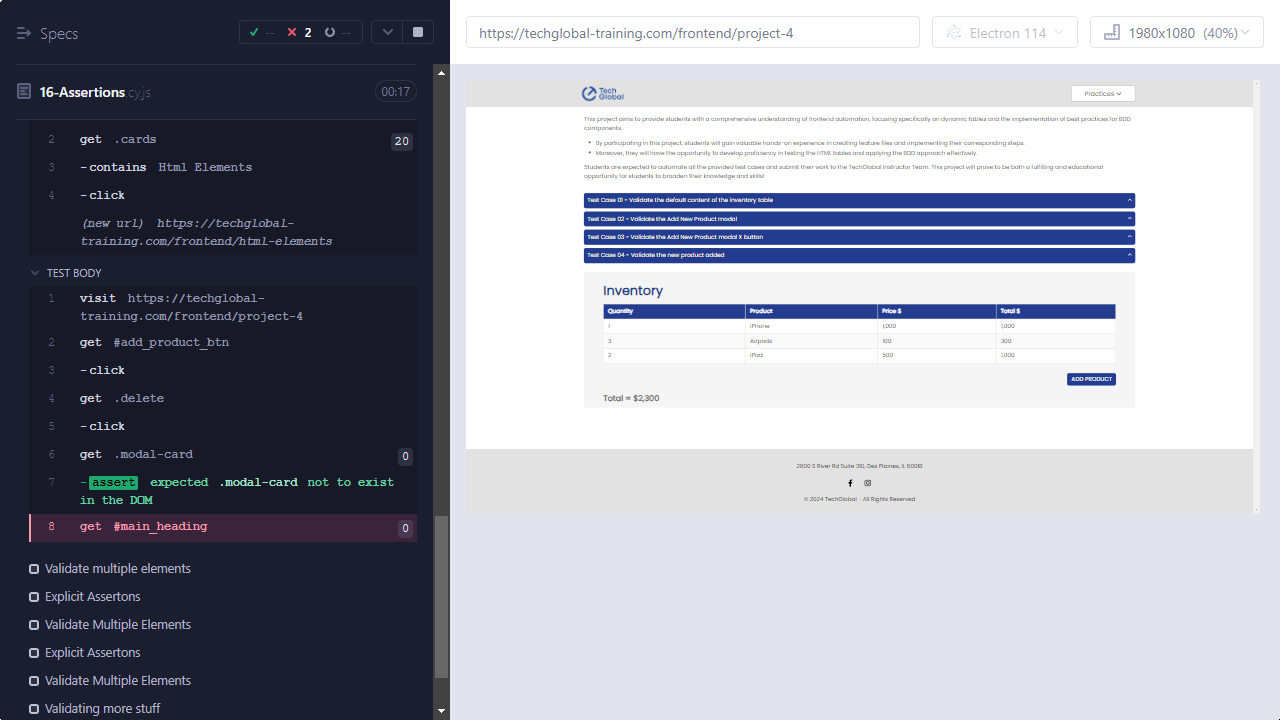 Specs
--
2
--
16-Assertions.cy.js
00:17
2 get .cards 20
3 -contains HTML Elements
4 -click
(new url) https://techglobal-
training.com/frontend/html-elements
TEST BODY
1 visit https://techglobal-
training.com/frontend/project-4
2 get #add_product_btn
3 -click
4 get .delete
5 -click
6 get .modal-card 0
7 -assert expected .modal-card not to exist
in the DOM
8 get #main_heading 0
Validate multiple elements
Explicit Assertons
Validate Multiple Elements
Explicit Assertons
Validate Multiple Elements
Validating more stuff
https://techglobal-training.com/frontend/project-4
Electron 114
1980x1080 (40%)
Tech
Global
Practices
This project aims to provide students with a comprehensive understanding of frontend automation, focusing specifically on dynamic tables and the implementation of best practices for BDD
components.
• By participating in this project, students will gain valuable hands-on experience in creating feature files and implementing their corresponding steps.
• Moreover, they will have the opportunity to develop proficiency in testing the HTML tables and applying the BDD approach effectively.
Students are expected to automate all the provided test cases and submit their work to the TechGlobal Instructor Team. This project will prove to be both a fulfilling and educational
opportunity for students to broaden their knowledge and skills!
Test Case 01 - Validate the default content of the inventory table
Test Case 02 - Validate the Add New Product modal
Test Case 03 - Validate the Add New Product modal X button
Test Case 04 - Validate the new product added
Inventory
Quantity Product Price $ Total $
1 iPhone 1,000 1,000
3 Airpods 100 300
2 iPad 500 1,000
ADD PRODUCT
Total = $2,300
2800 S River Rd Suite 310, Des Plaines, IL 60018
© 2024 TechGlobal - All Rights Reserved